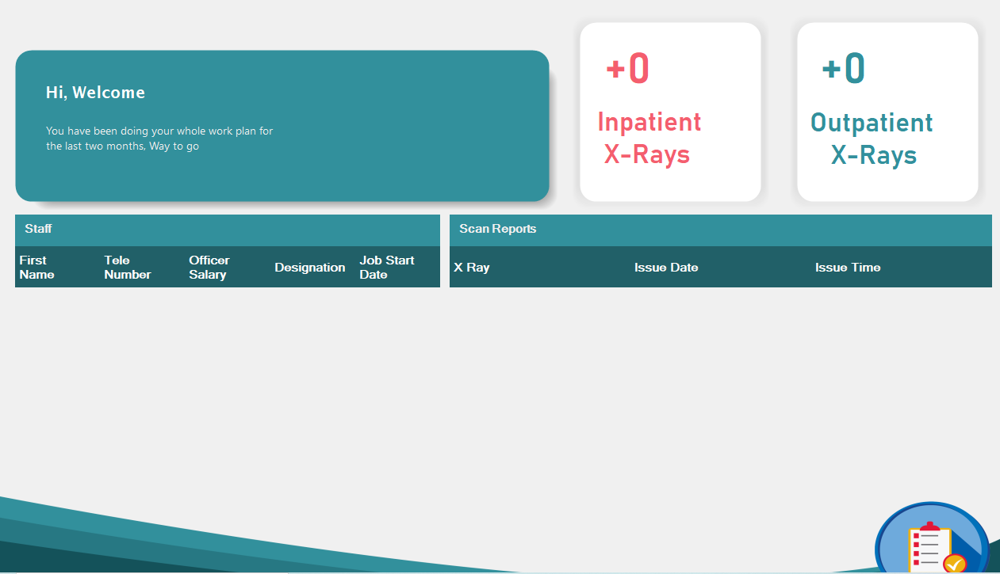 Hi, Welcome
You have been doing your whole work plan for
the last two months, Way to go
+0
Inpatient
X-Rays
+0
Outpatient
X-Rays
Staff
First
Name
Tele
Number
Officer
Salary
Designation
Job Start
Date
Scan Reports
X Ray
Issue Date
Issue Time